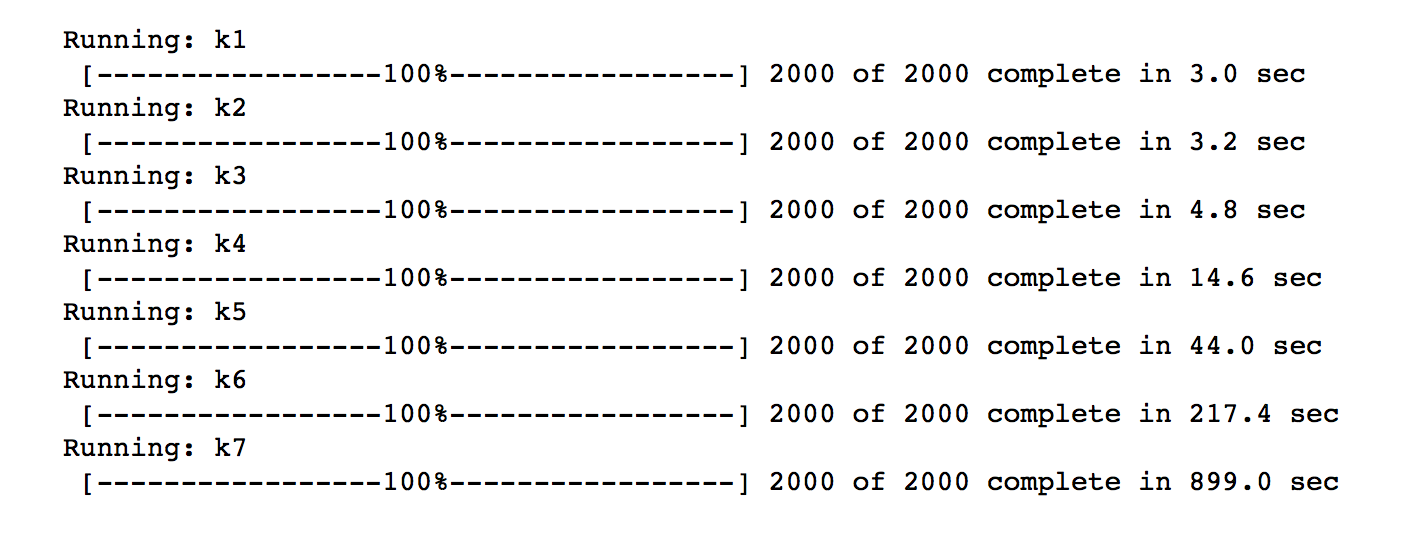 Running: k1
[-----------------100%-----------------] 2000 of 2000 complete in 3.0 sec
Running: k2
[-----------------100%-----------------] 2000 of 2000 complete in 3.2 sec
Running: k3
[-----------------100%-----------------] 2000 of 2000 complete in 4.8 sec
Running: k4
[-----------------100%-----------------] 2000 of 2000 complete in 14.6 sec
Running: k5
[-----------------100%-----------------] 2000 of 2000 complete in 44.0 sec
Running: k6
[-----------------100%-----------------] 2000 of 2000 complete in 217.4 sec
Running: k7
[-----------------100%-----------------] 2000 of 2000 complete in 899.0 sec